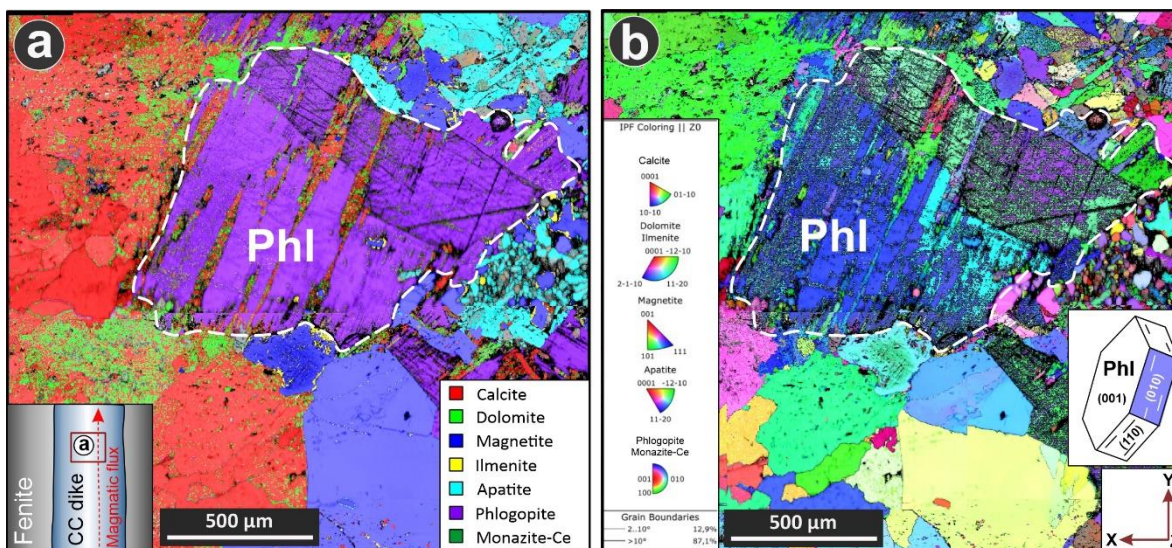 a
Phl
Fenite
CC dike
a
Magmatic flux
500 µm
Calcite
Dolomite
Magnetite
Ilmenite
Apatite
Phlogopite
Monazite-Ce
b
Phl
IPF Coloring || Z0
Calcite
0001
01-10
10-10
Dolomite
Ilmenite
0001 -12-10
2-1-10 11-20
Magnetite
001
101 111
Apatite
0001 -12-10
11-20
Phlogopite
Monazite-Ce
001 010
100
Grain Boundaries
2..10° 12,9%
>10° 87,1%
500 µm
Phl
(001)
(010)
(110)
Y
X